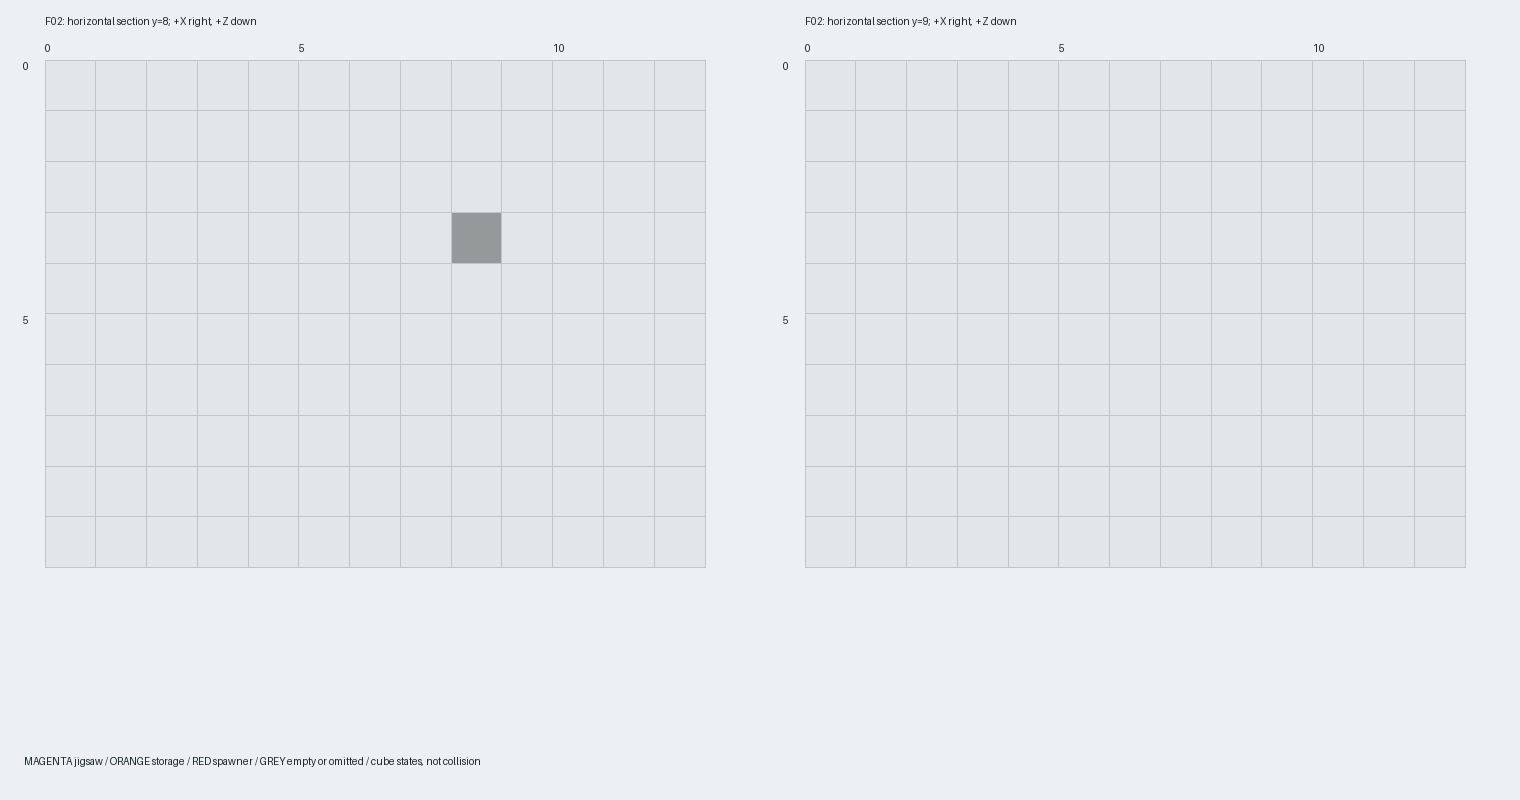 F02: horizontal section y=8; +X right, +Z down
0 5 10
0
5
F02: horizontal section y=9; +X right, +Z down
0 5 10
0
5
MAGENTA jigsaw / ORANGE storage / RED spawner / GREY empty or omitted / cube states, not collision